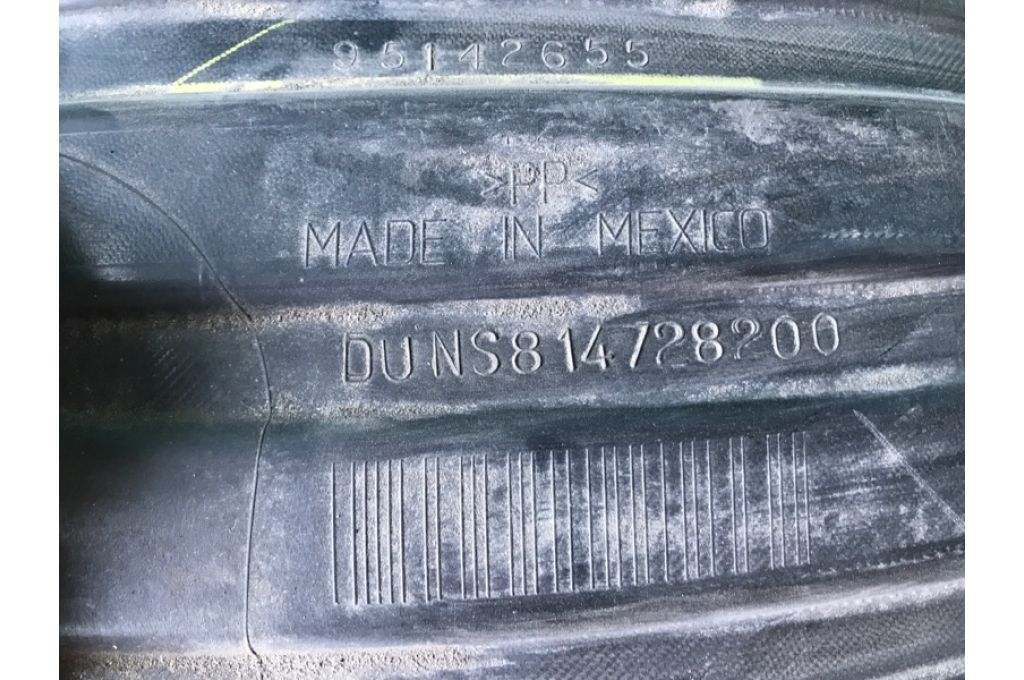 95142655
>PP<
MADE IN MEXICO
DUNS814728200